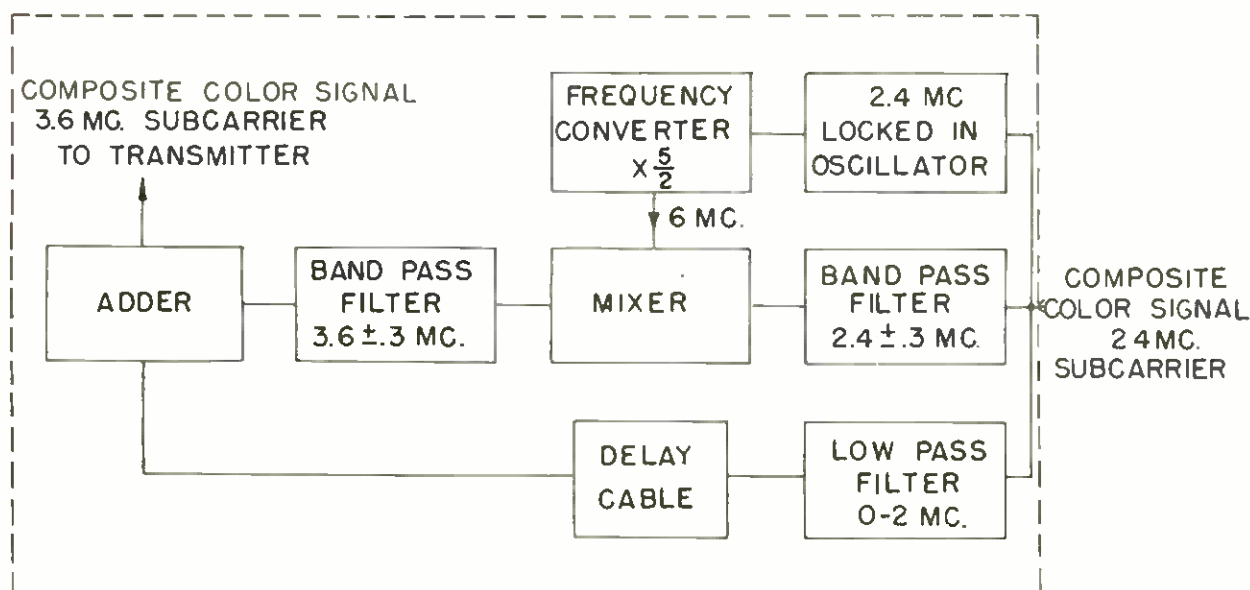 COMPOSITE COLOR SIGNAL
3.6 MC. SUBCARRIER
TO TRANSMITTER
FREQUENCY
CONVERTER
X 5/2
2.4 MC
LOCKED IN
OSCILLATOR
6 MC.
ADDER
BAND PASS
FILTER
3.6 ±.3 MC.
MIXER
BAND PASS
FILTER
2.4 ±.3 MC.
COMPOSITE
COLOR SIGNAL
2 4 MC.
SUBCARRIER
DELAY
CABLE
LOW PASS
FILTER
0-2 MC.